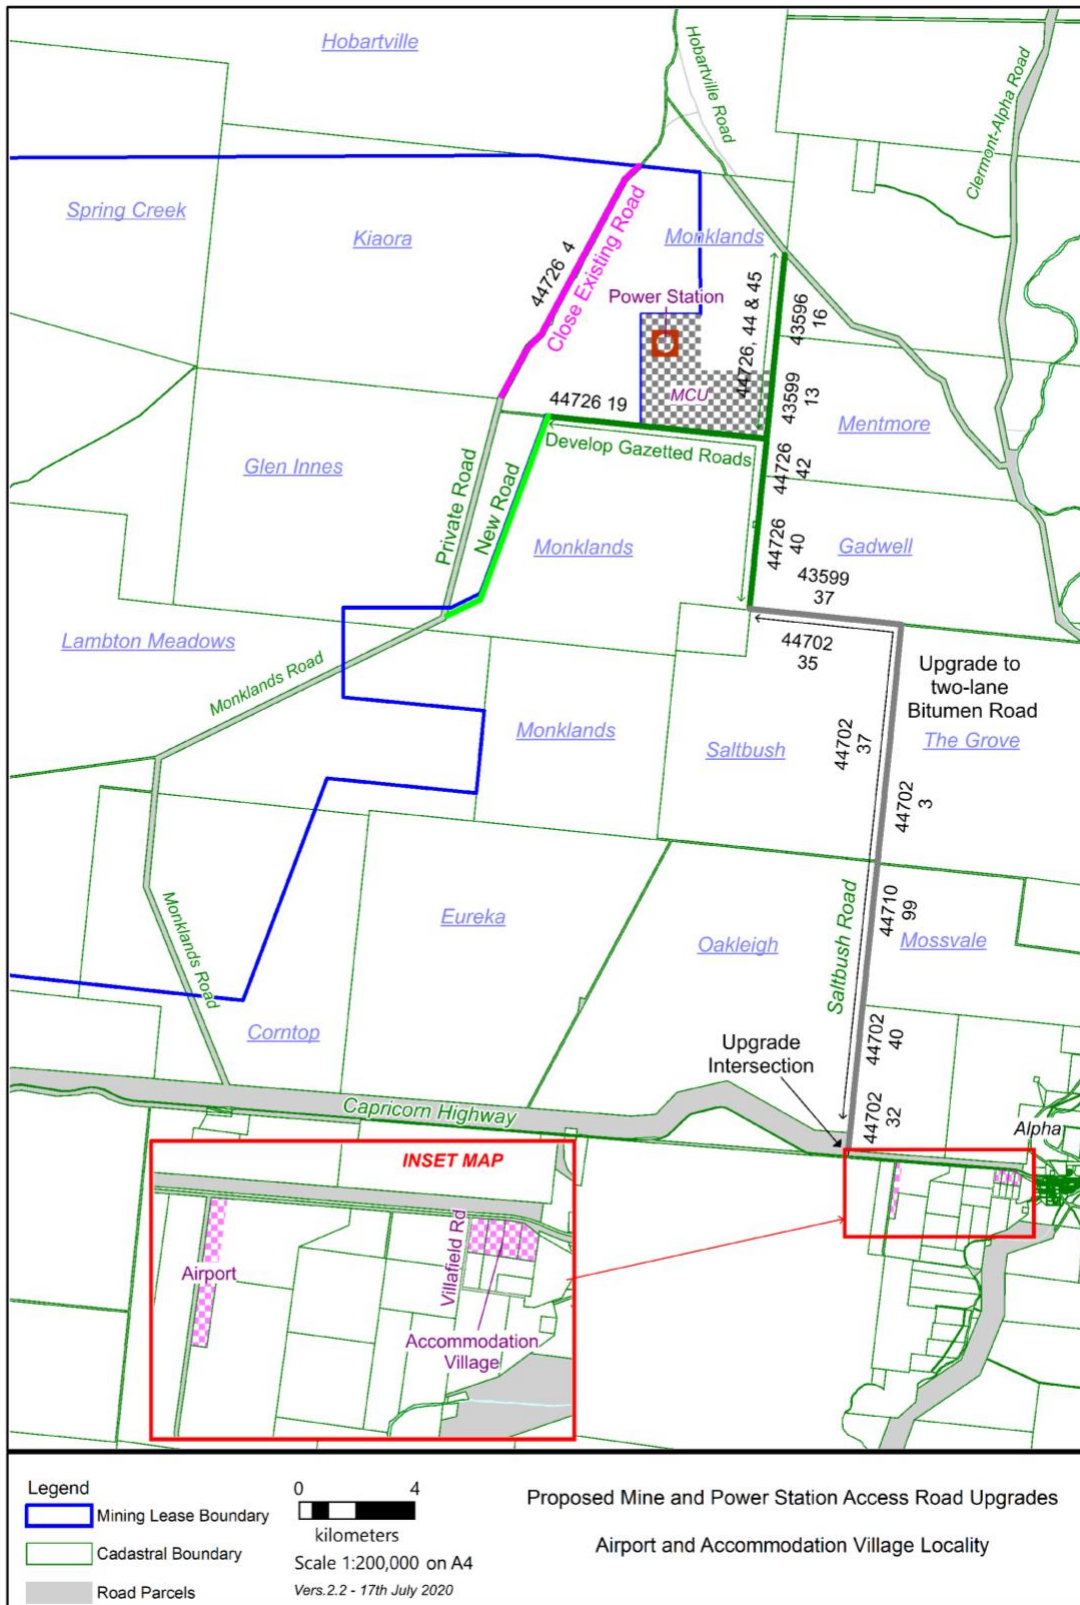 Hobartville
Hobartville Road
Clermont-Alpha Road
Spring Creek
Kiaora
Monklands
44726 4
Close Existing Road
Power Station
44726, 44 & 45
43596
16
MCU
43599
13
44726 19
Mentmore
Develop Gazetted Roads
44726
42
Glen Innes
Private Road
New Road
Monklands
44726
40
Gadwell
43599
37
Lambton Meadows
44702
35
Upgrade to
two-lane
Bitumen Road
Monklands Road
Monklands
Saltbush
44702
37
The Grove
44702
3
Monklands Road
Eureka
Oakleigh
Saltbush Road
44710
99
Mossvale
Corntop
Upgrade
Intersection
44702
40
Capricorn Highway
44702
32
Alpha
INSET MAP
Airport
Villafield Rd
Accommodation
Village
Legend
Mining Lease Boundary
Cadastral Boundary
Road Parcels
0 4
kilometers
Scale 1:200,000 on A4
Vers.2.2 - 17th July 2020
Proposed Mine and Power Station Access Road Upgrades
Airport and Accommodation Village Locality